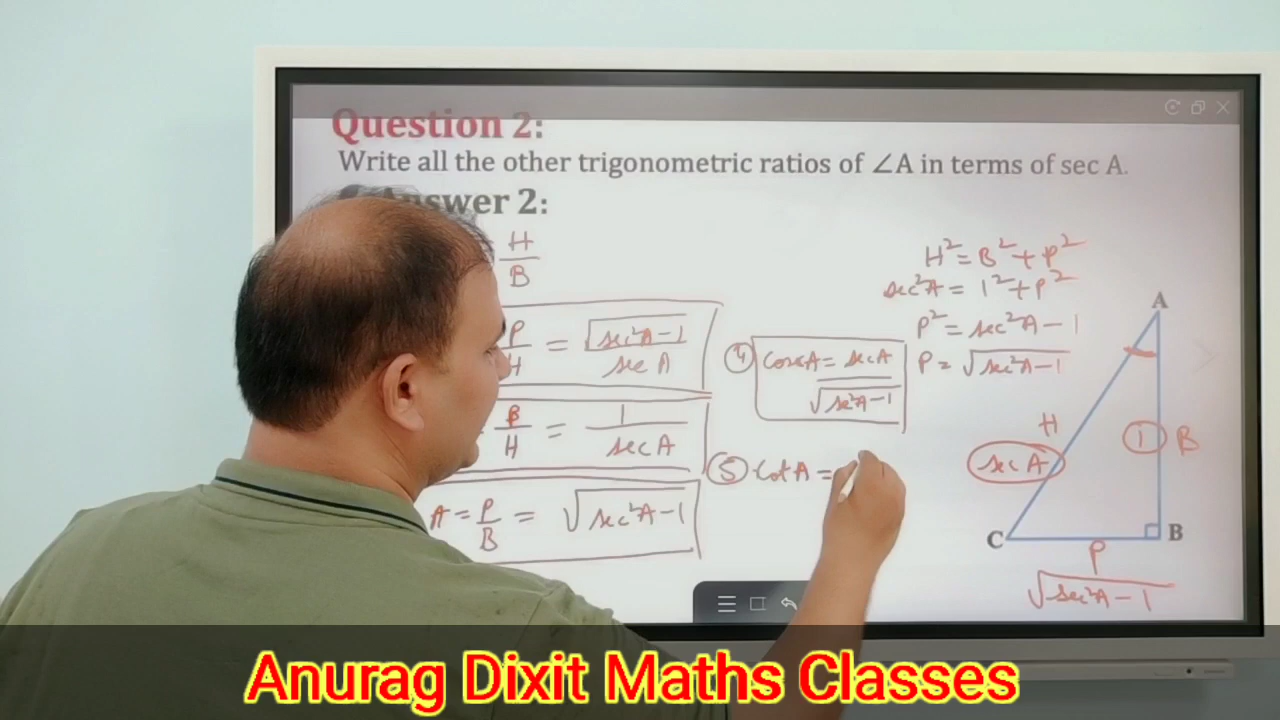 Question 2:
Write all the other trigonometric ratios of ∠A in terms of sec A.
Answer 2:
= H/B
P/H = √(sec²A-1)/sec A
B/H = 1/sec A
A = P/B = √(sec²A-1)
④ CosecA = sec A/√(sec²A-1)
⑤ Cot A =
H² = B² + P²
sec²A = 1² + P²
P² = sec²A - 1
P = √(sec²A-1)
A
H
sec A
1 B
C
B
P
√(sec²A-1)
Anurag Dixit Maths Classes